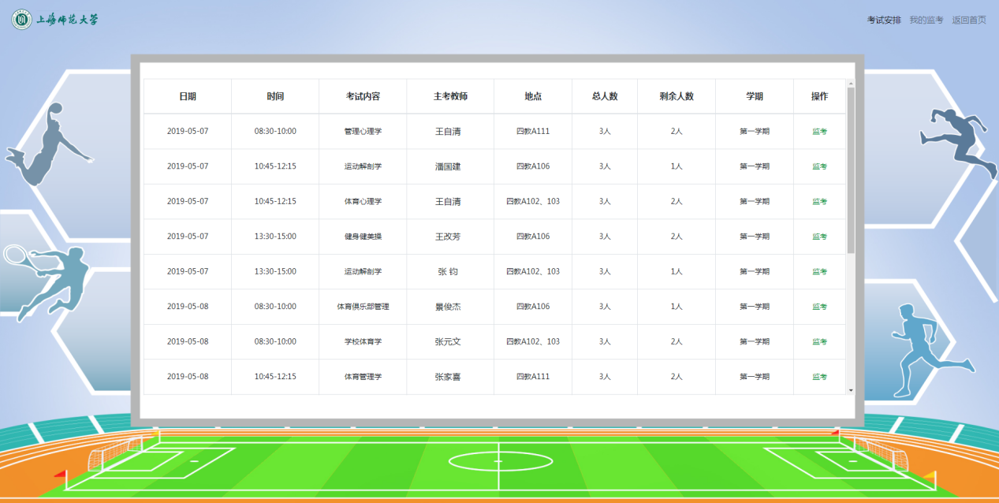 上海师范大学
考试安排 我的监考 返回首页
日期 时间 考试内容 主考教师 地点 总人数 剩余人数 学期 操作
2019-05-07 08:30-10:00 管理心理学 王自清 四教A111 3人 2人 第一学期 监考
2019-05-07 10:45-12:15 运动解剖学 潘国建 四教A106 3人 1人 第一学期 监考
2019-05-07 10:45-12:15 体育心理学 王自清 四教A102、103 3人 2人 第一学期 监考
2019-05-07 13:30-15:00 健身健美操 王改芳 四教A106 3人 2人 第一学期 监考
2019-05-07 13:30-15:00 运动解剖学 张 钧 四教A102、103 3人 1人 第一学期 监考
2019-05-08 08:30-10:00 体育俱乐部管理 景俊杰 四教A106 3人 1人 第一学期 监考
2019-05-08 08:30-10:00 学校体育学 张元文 四教A102、103 3人 2人 第一学期 监考
2019-05-08 10:45-12:15 体育管理学 张家喜 四教A111 3人 2人 第一学期 监考